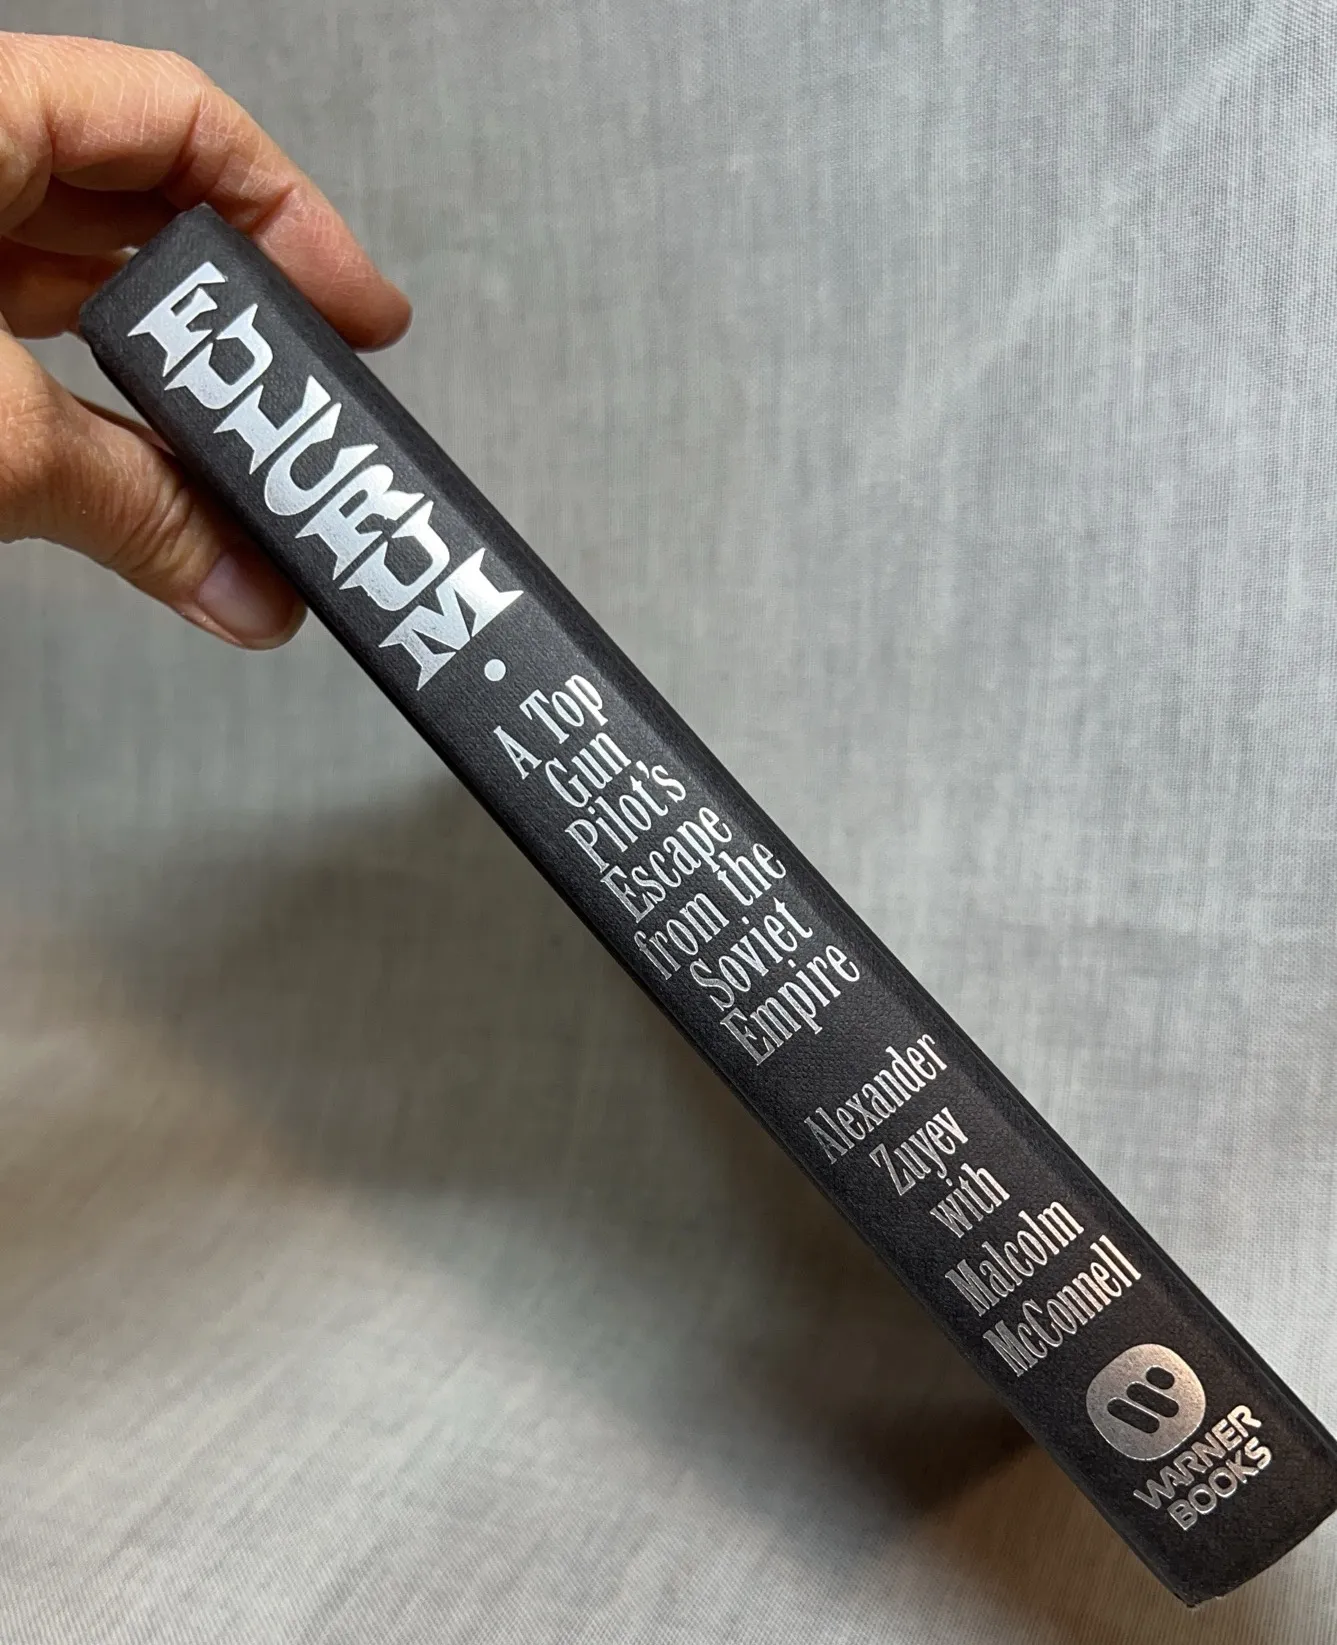 FULCRUM •
A Top
Gun
Pilot's
Escape
from the
Soviet
Empire
Alexander
Zuyev
with
Malcolm
McConnell
WARNER
BOOKS